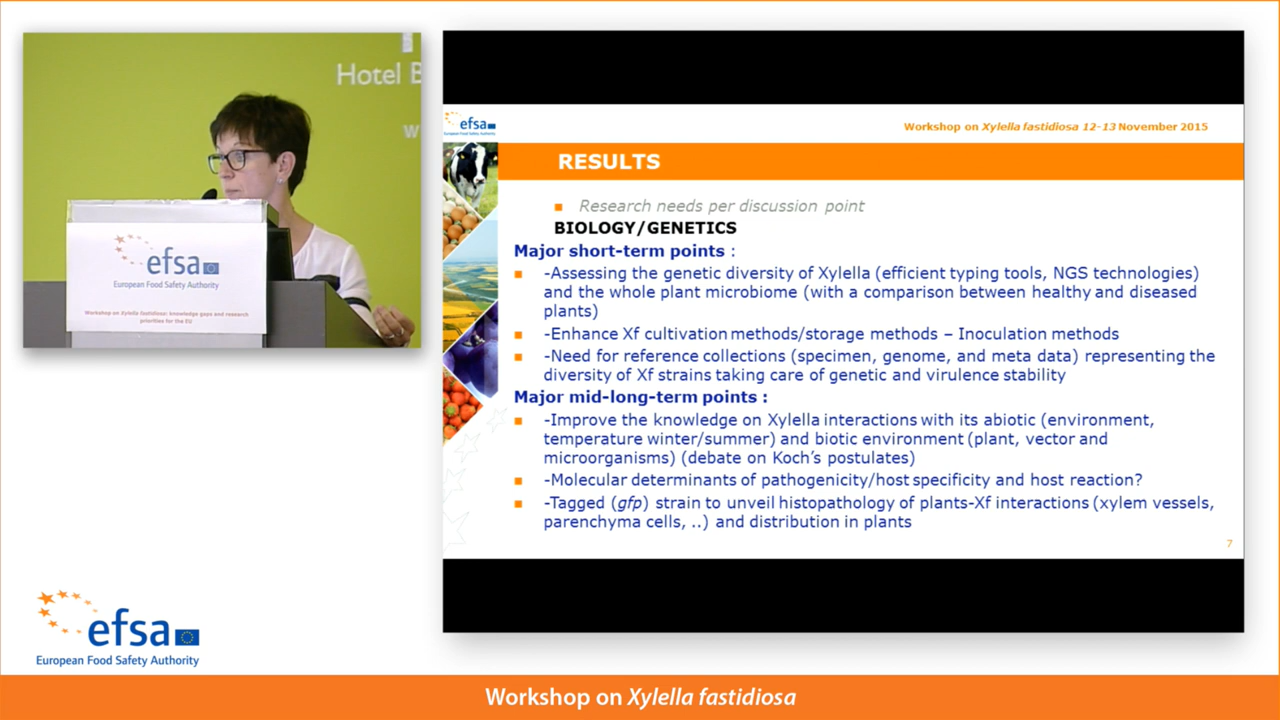 Hotel B
W
efsa
European Food Safety Authority
Workshop on Xylella fastidiosa: knowledge gaps and research
priorities for the EU
efsa
European Food Safety Authority
Workshop on Xylella fastidiosa 12-13 November 2015
RESULTS
Research needs per discussion point
BIOLOGY/GENETICS
Major short-term points :
-Assessing the genetic diversity of Xylella (efficient typing tools, NGS technologies)
and the whole plant microbiome (with a comparison between healthy and diseased
plants)
-Enhance Xf cultivation methods/storage methods – Inoculation methods
-Need for reference collections (specimen, genome, and meta data) representing the
diversity of Xf strains taking care of genetic and virulence stability
Major mid-long-term points :
-Improve the knowledge on Xylella interactions with its abiotic (environment,
temperature winter/summer) and biotic environment (plant, vector and
microorganisms) (debate on Koch's postulates)
-Molecular determinants of pathogenicity/host specificity and host reaction?
-Tagged (gfp) strain to unveil histopathology of plants-Xf interactions (xylem vessels,
parenchyma cells, ..) and distribution in plants
7
efsa
European Food Safety Authority
Workshop on Xylella fastidiosa